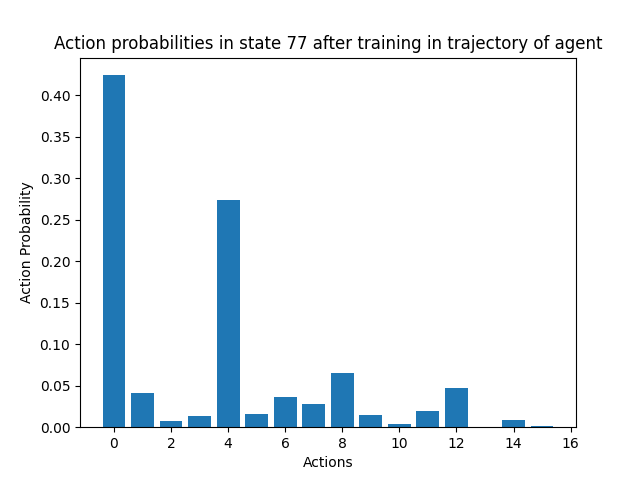 Action probabilities in state 77 after training in trajectory of agent
0.40
0.35
0.30
0.25
0.20
0.15
0.10
0.05
0.00
Action Probability
0 2 4 6 8 10 12 14 16
Actions